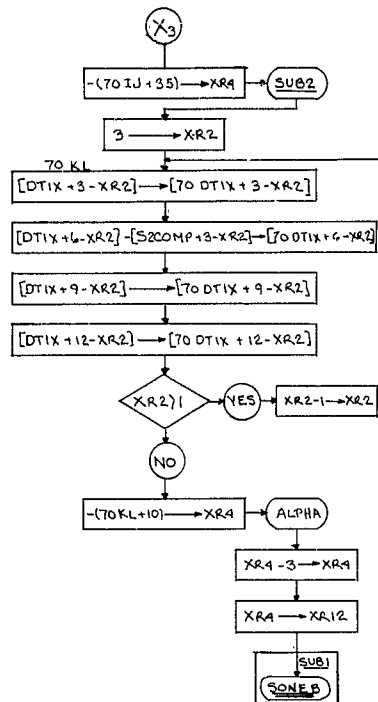 X3
-(70 IJ + 35) → XR4
SUB2
3 → XR2
70 KL
[DTIX + 3 - XR2] → [70 DTIX + 3 - XR2]
[DTIX + 6 - XR2] - [S2COMP + 3 - XR2] → [70 DTIX + 6 - XR2]
[DTIX + 9 - XR2] → [70 DTIX + 9 - XR2]
[DTIX + 12 - XR2] → [70 DTIX + 12 - XR2]
XR2 > 1
YES
XR2 - 1 → XR2
NO
-(70KL + 10) → XR4
ALPHA
XR4 - 3 → XR4
XR4 → XR12
SUB1
SONEB